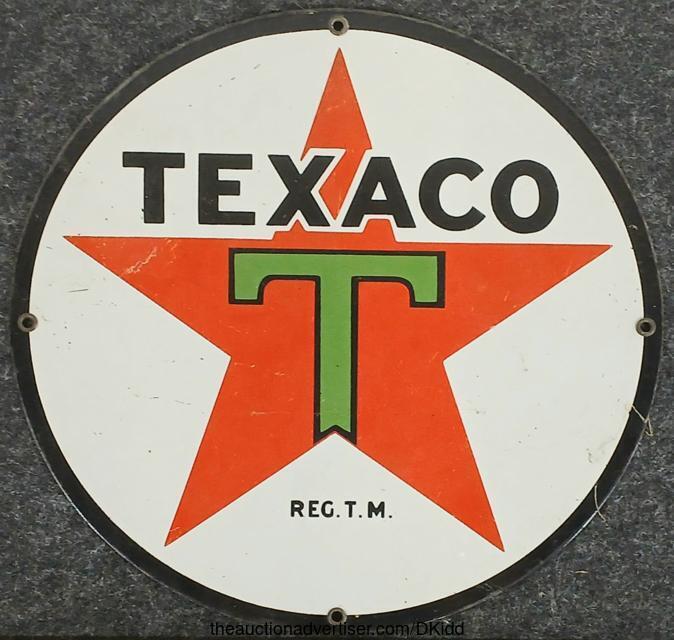 TEXACO
T
REG. T. M.
theauctionadvertiser.com/DKidd